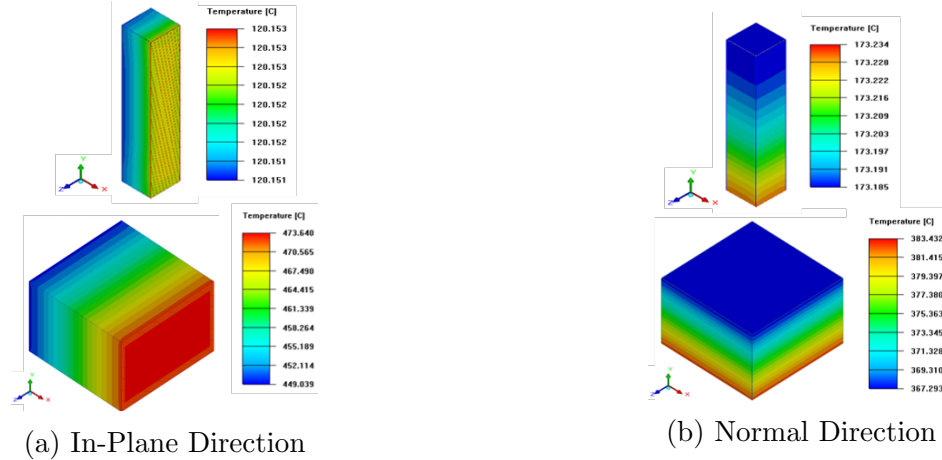 Temperature [C]
120.153
120.153
120.153
120.152
120.152
120.152
120.152
120.151
120.151
Y
Z
X
Temperature [C]
473.640
470.565
467.490
464.415
461.339
458.264
455.189
452.114
449.039
Y
Z
X
(a) In-Plane Direction
Temperature [C]
173.234
173.228
173.222
173.216
173.209
173.203
173.197
173.191
173.185
Y
Z
X
Temperature [C]
383.432
381.415
379.397
377.380
375.363
373.345
371.328
369.310
367.293
Y
Z
X
(b) Normal Direction